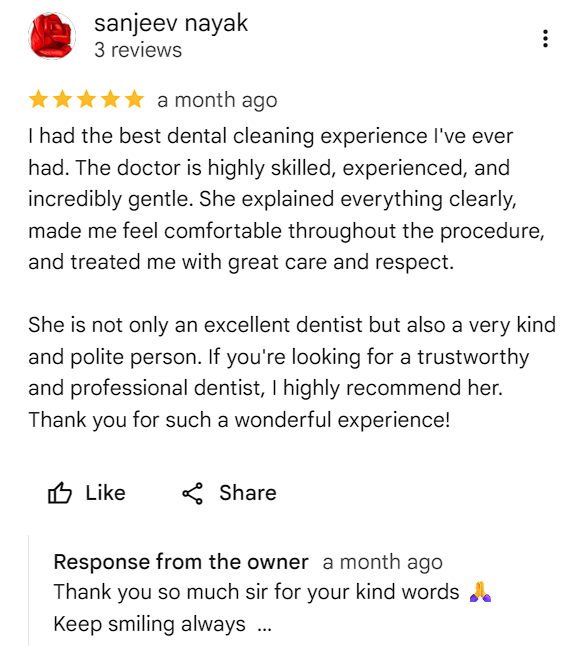 sanjeev nayak
3 reviews
a month ago
I had the best dental cleaning experience I've ever
had. The doctor is highly skilled, experienced, and
incredibly gentle. She explained everything clearly,
made me feel comfortable throughout the procedure,
and treated me with great care and respect.
She is not only an excellent dentist but also a very kind
and polite person. If you're looking for a trustworthy
and professional dentist, I highly recommend her.
Thank you for such a wonderful experience!
Like Share
Response from the owner a month ago
Thank you so much sir for your kind words 🙏
Keep smiling always ...